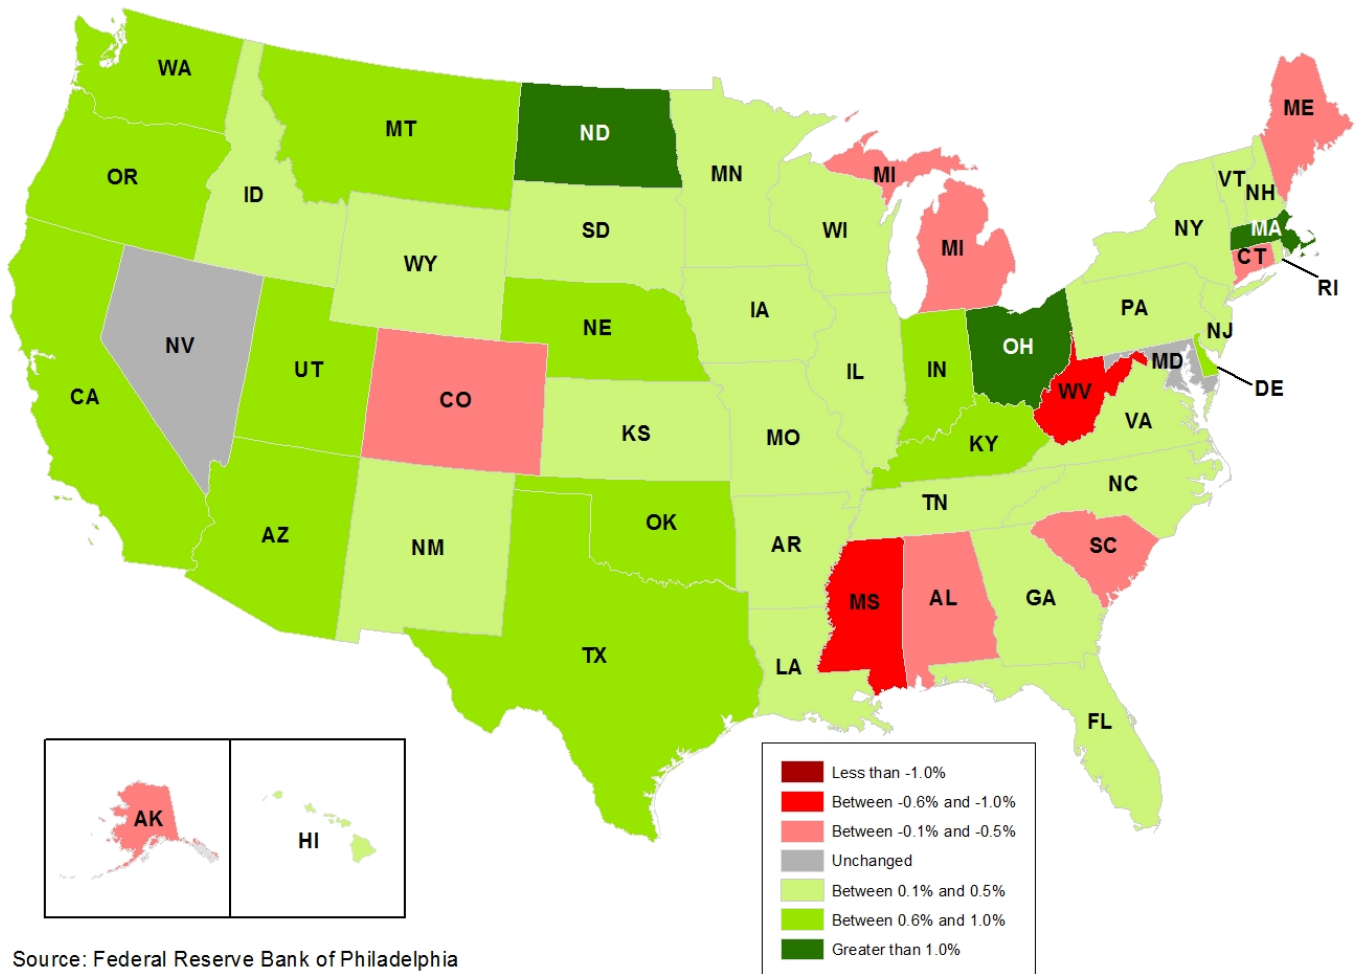 WA
MT
ND
MN
ME
OR
ID
SD
WI
MI
MI
VT
NH
NY
MA
CT
RI
WY
IA
PA
NJ
NV
UT
CO
NE
IL
IN
OH
WV
MD
DE
CA
KS
MO
KY
VA
AZ
NM
OK
AR
TN
NC
SC
MS
AL
GA
TX
LA
FL
AK
HI
Less than -1.0%
Between -0.6% and -1.0%
Between -0.1% and -0.5%
Unchanged
Between 0.1% and 0.5%
Between 0.6% and 1.0%
Greater than 1.0%
Source: Federal Reserve Bank of Philadelphia